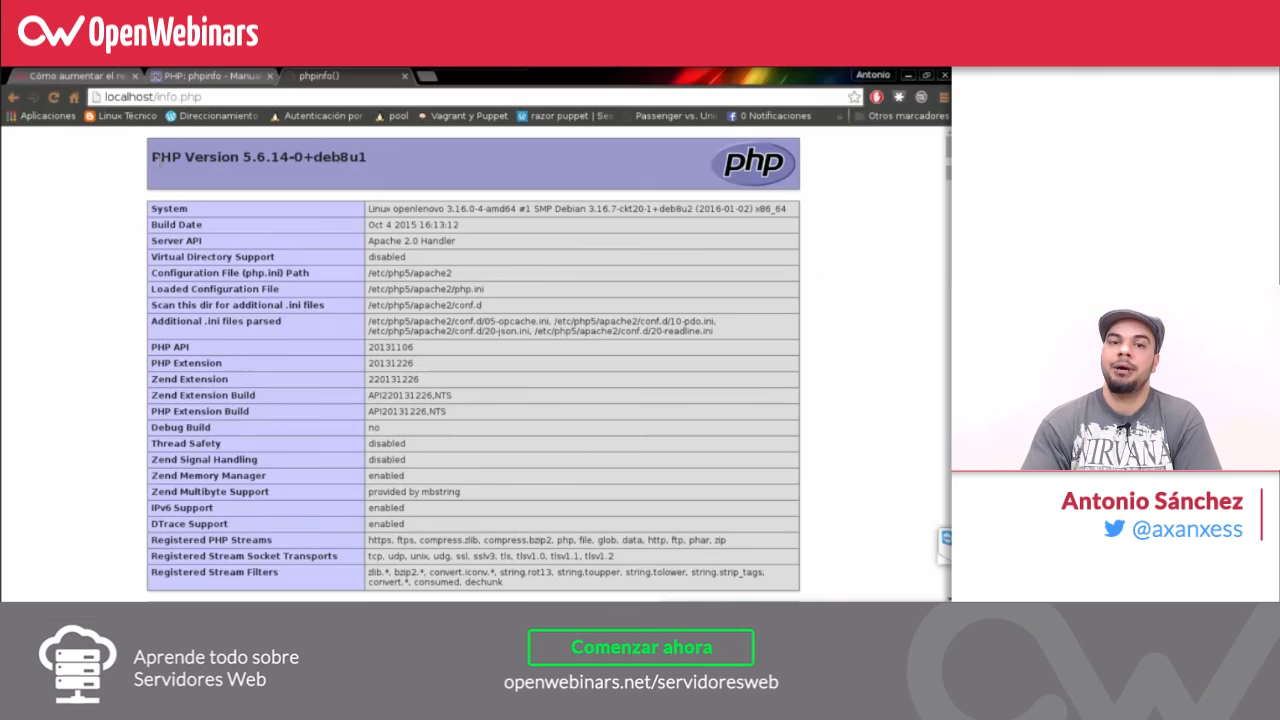 OpenWebinars
Cómo aumentar el re
PHP: phpinfo - Manual
phpinfo()
Antonio
localhost/info.php
Aplicaciones
Linux Técnico
Direccionamiento
Autenticación por
pool
Vagrant y Puppet
razor puppet | Ses
Passenger vs. Uni
0 Notificaciones
»
Otros marcadores
PHP Version 5.6.14-0+deb8u1
php
System Linux openlenovo 3.16.0-4-amd64 #1 SMP Debian 3.16.7-ckt20-1+deb8u2 (2016-01-02) x86_64
Build Date Oct 4 2015 16:13:12
Server API Apache 2.0 Handler
Virtual Directory Support disabled
Configuration File (php.ini) Path /etc/php5/apache2
Loaded Configuration File /etc/php5/apache2/php.ini
Scan this dir for additional .ini files /etc/php5/apache2/conf.d
Additional .ini files parsed /etc/php5/apache2/conf.d/05-opcache.ini, /etc/php5/apache2/conf.d/10-pdo.ini,
/etc/php5/apache2/conf.d/20-json.ini, /etc/php5/apache2/conf.d/20-readline.ini
PHP API 20131106
PHP Extension 20131226
Zend Extension 220131226
Zend Extension Build API220131226,NTS
PHP Extension Build API20131226,NTS
Debug Build no
Thread Safety disabled
Zend Signal Handling disabled
Zend Memory Manager enabled
Zend Multibyte Support provided by mbstring
IPv6 Support enabled
DTrace Support enabled
Registered PHP Streams https, ftps, compress.zlib, compress.bzip2, php, file, glob, data, http, ftp, phar, zip
Registered Stream Socket Transports tcp, udp, unix, udg, ssl, sslv3, tls, tlsv1.0, tlsv1.1, tlsv1.2
Registered Stream Filters zlib.*, bzip2.*, convert.iconv.*, string.rot13, string.toupper, string.tolower, string.strip_tags,
convert.*, consumed, dechunk
NIRVANA
Antonio Sánchez
@axanxess
Aprende todo sobre
Servidores Web
Comenzar ahora
openwebinars.net/servidoresweb